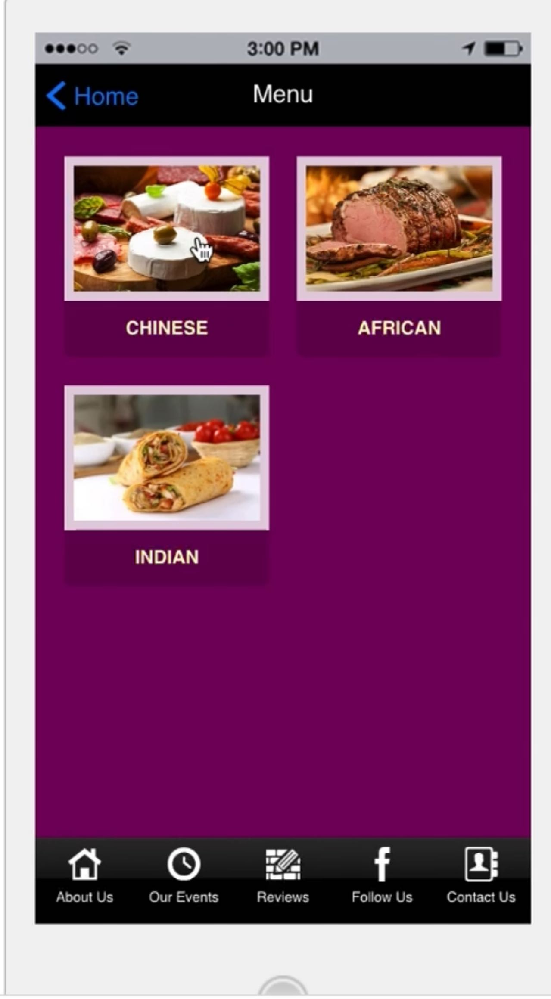 3:00 PM
Home
Menu
CHINESE
AFRICAN
INDIAN
About Us
Our Events
Reviews
Follow Us
Contact Us